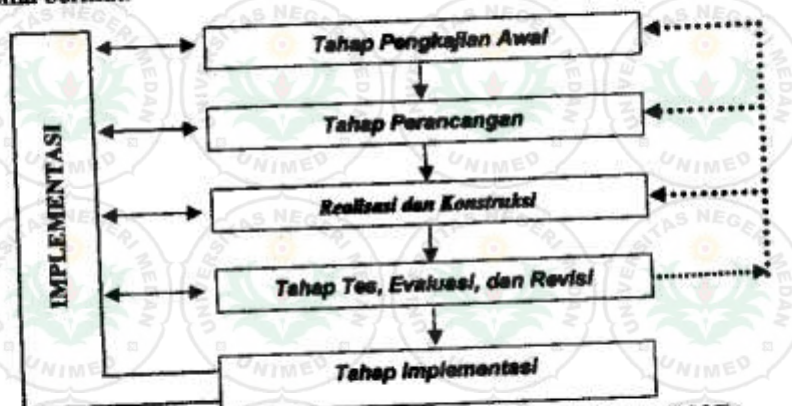 Tahap Pengkajian Awal
Tahap Perancangan
IMPLEMENTASI
Realisasi dan Konstruksi
Tahap Tes, Evaluasi, dan Revisi
Tahap Implementasi